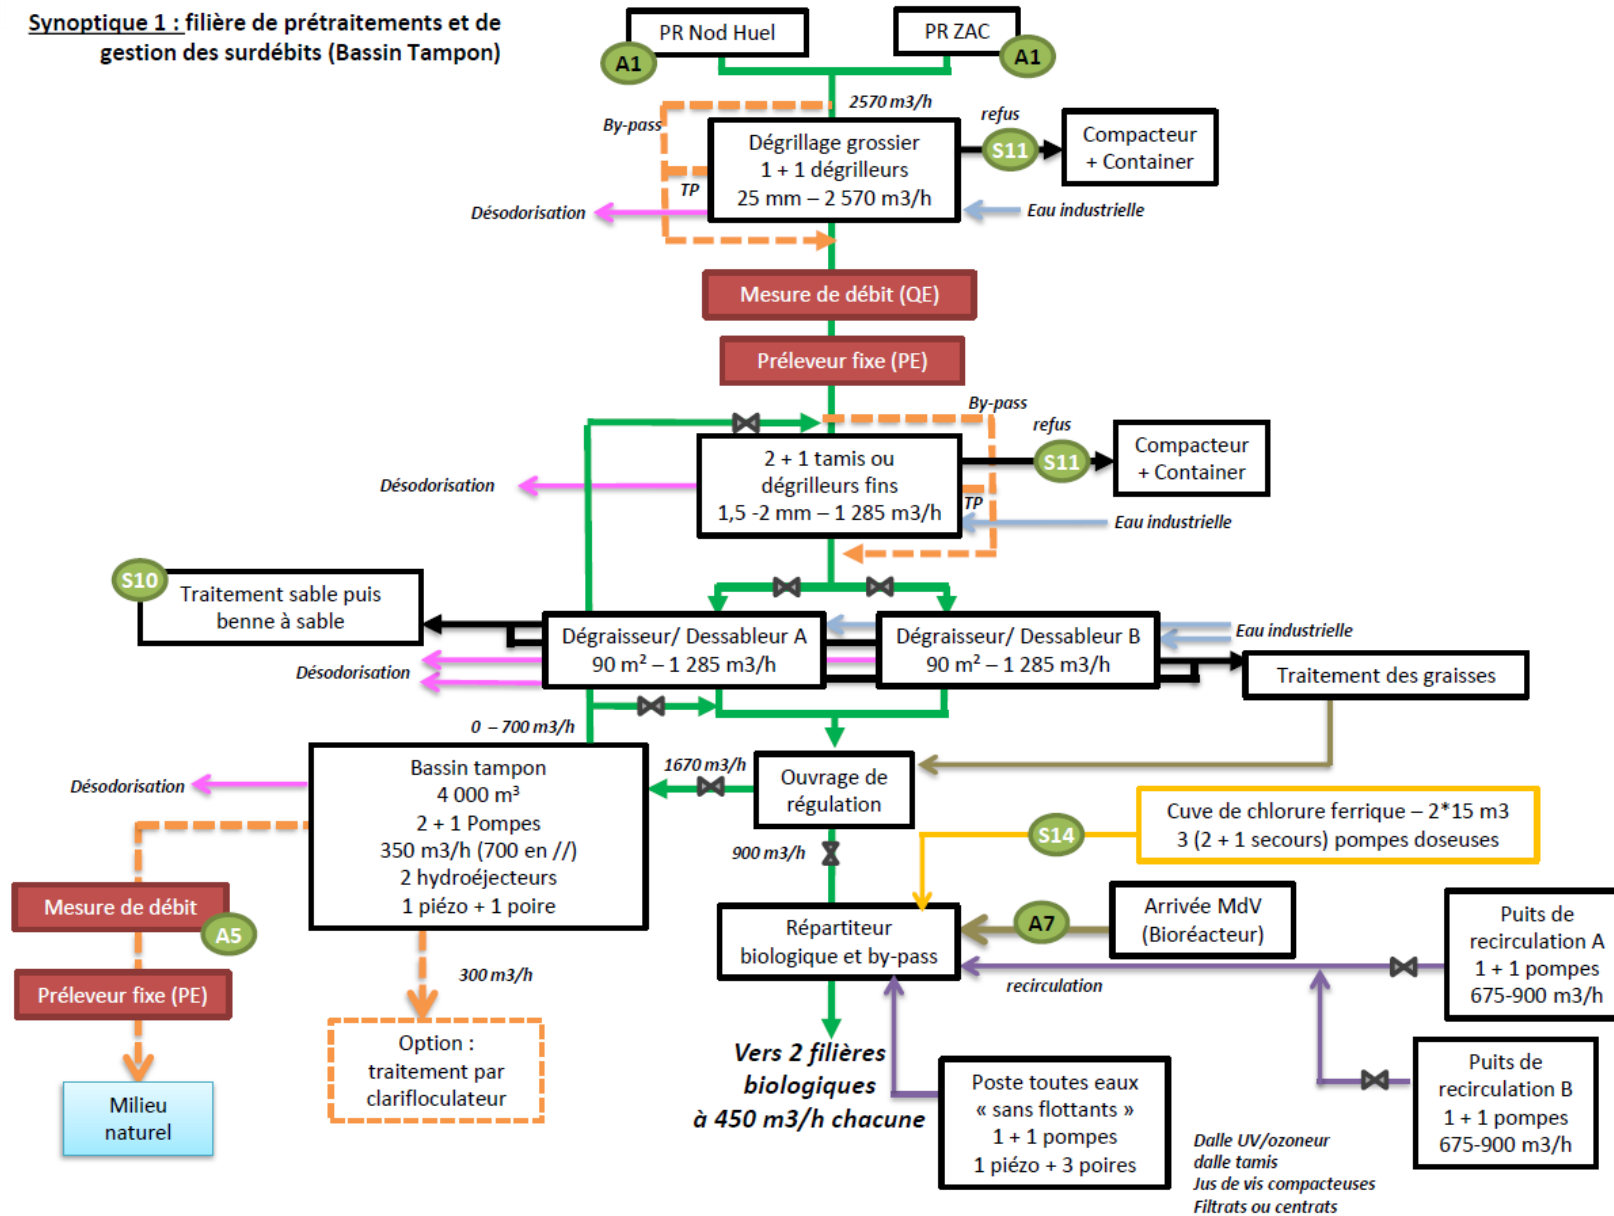 Synoptique 1 : filière de prétraitements et de
gestion des surdébits (Bassin Tampon)
PR Nod Huel
PR ZAC
A1
A1
2570 m3/h
By-pass
refus
Dégrillage grossier
1 + 1 dégrilleurs
25 mm – 2 570 m3/h
S11
Compacteur
+ Container
TP
Désodorisation
Eau industrielle
Mesure de débit (QE)
Préleveur fixe (PE)
By-pass
refus
2 + 1 tamis ou
dégrilleurs fins
1,5 -2 mm – 1 285 m3/h
S11
Compacteur
+ Container
Désodorisation
TP
Eau industrielle
S10
Traitement sable puis
benne à sable
Dégraisseur/ Dessableur A
90 m² – 1 285 m3/h
Dégraisseur/ Dessableur B
90 m² – 1 285 m3/h
Eau industrielle
Désodorisation
Traitement des graisses
0 – 700 m3/h
Bassin tampon
4 000 m³
2 + 1 Pompes
350 m3/h (700 en //)
2 hydroéjecteurs
1 piézo + 1 poire
1670 m3/h
Ouvrage de
régulation
Désodorisation
Cuve de chlorure ferrique – 2*15 m3
3 (2 + 1 secours) pompes doseuses
S14
900 m3/h
Mesure de débit
A5
Préleveur fixe (PE)
Milieu
naturel
300 m3/h
Option :
traitement par
clarifloculateur
Répartiteur
biologique et by-pass
A7
Arrivée MdV
(Bioréacteur)
Puits de
recirculation A
1 + 1 pompes
675-900 m3/h
recirculation
Vers 2 filières
biologiques
à 450 m3/h chacune
Poste toutes eaux
« sans flottants »
1 + 1 pompes
1 piézo + 3 poires
Puits de
recirculation B
1 + 1 pompes
675-900 m3/h
Dalle UV/ozoneur
dalle tamis
Jus de vis compacteuses
Filtrats ou centrats